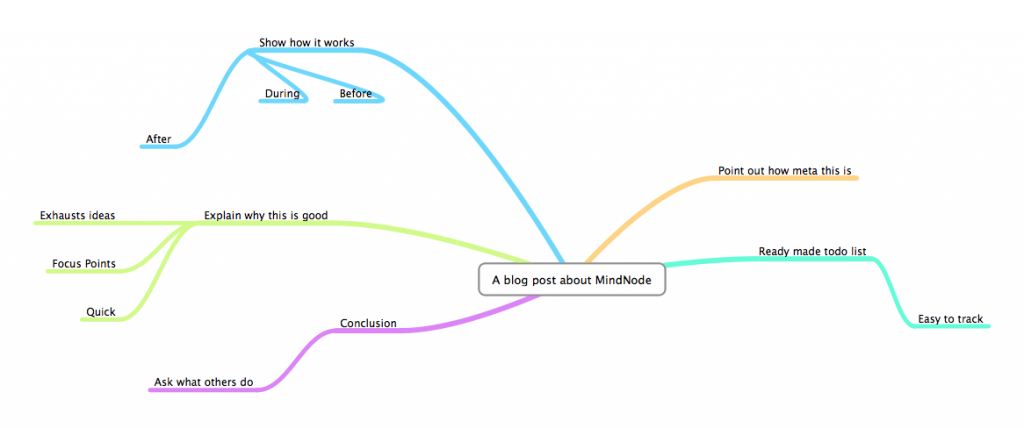 Show how it works
During
Before
After
Point out how meta this is
Exhausts ideas
Explain why this is good
Focus Points
Quick
Ready made todo list
A blog post about MindNode
Easy to track
Conclusion
Ask what others do